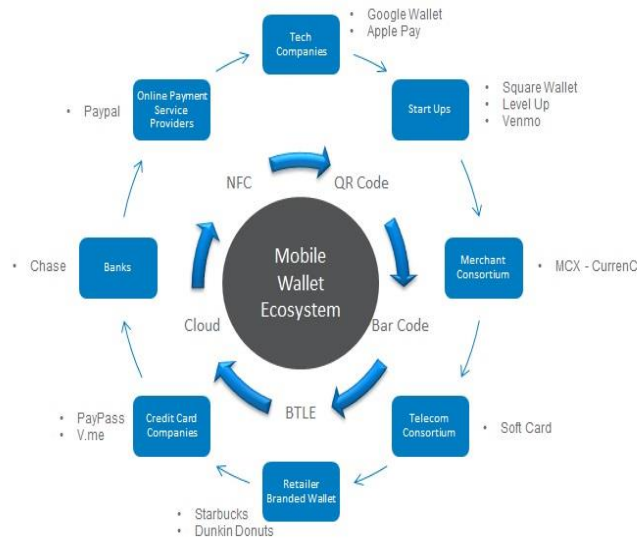 Tech
Companies
• Google Wallet
• Apple Pay
Start Ups
• Square Wallet
• Level Up
• Venmo
Merchant
Consortium
• MCX - CurrenC
Telecom
Consortium
• Soft Card
Retailer
Branded Wallet
• Starbucks
• Dunkin Donuts
Credit Card
Companies
• PayPass
• V.me
Banks
• Chase
Online Payment
Service
Providers
• Paypal
NFC
QR Code
Bar Code
BTLE
Cloud
Mobile
Wallet
Ecosystem